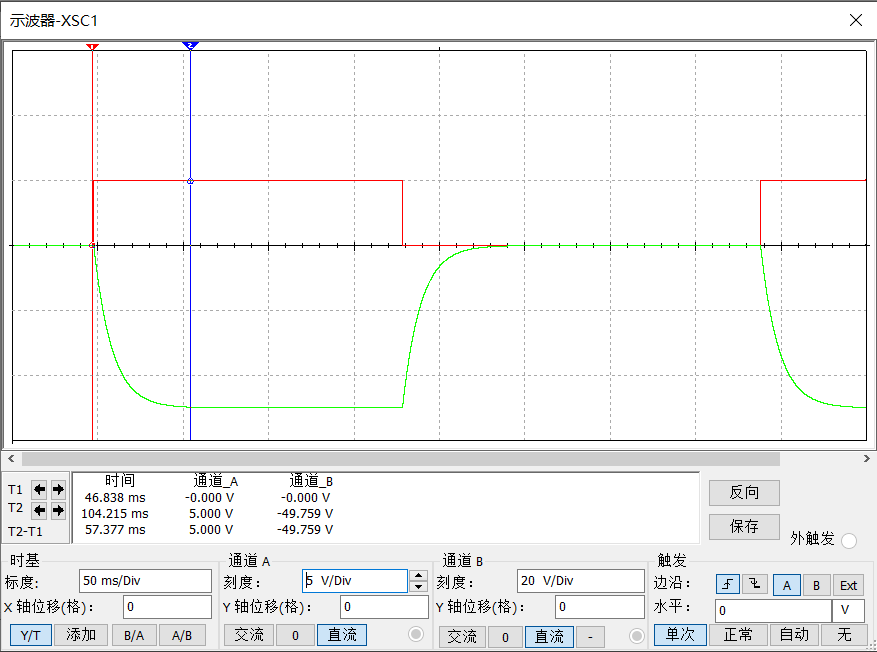 示波器-XSC1
1
2
时间 通道_A 通道_B
T1 46.838 ms -0.000 V -0.000 V
T2 104.215 ms 5.000 V -49.759 V
T2-T1 57.377 ms 5.000 V -49.759 V
反向
保存
外触发
时基 通道 A 通道 B 触发
标度: 50 ms/Div 刻度: 5 V/Div 刻度: 20 V/Div 边沿: A B Ext
X 轴位移(格): 0 Y 轴位移(格): 0 Y 轴位移(格): 0 水平: 0 V
Y/T 添加 B/A A/B 交流 0 直流 交流 0 直流 - 单次 正常 自动 无